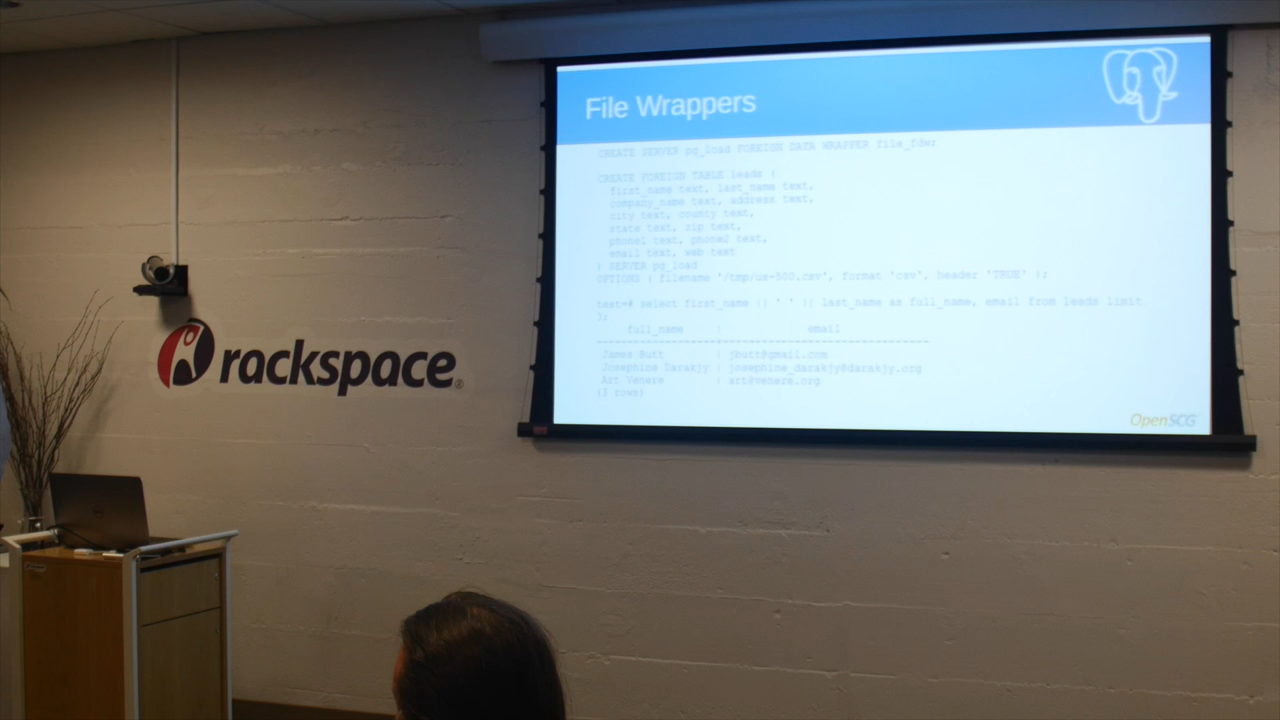 File Wrappers
CREATE SERVER pg_load FOREIGN DATA WRAPPER file_fdw;
CREATE FOREIGN TABLE leads (
first_name text, last_name text,
company_name text, address text,
city text, county text,
state text, zip text,
phone1 text, phone2 text,
email text, web text
) SERVER pg_load
OPTIONS ( filename '/tmp/us-500.csv', format 'csv', header 'TRUE' );
test=# select first_name || ' ' || last_name as full_name, email from leads limit
full_name | email
James Butt | jbutt@gmail.com
Josephine Darakjy | josephine_darakjy@darakjy.org
Art Venere | art@venere.org
(3 rows)
OpenSCG
rackspace®